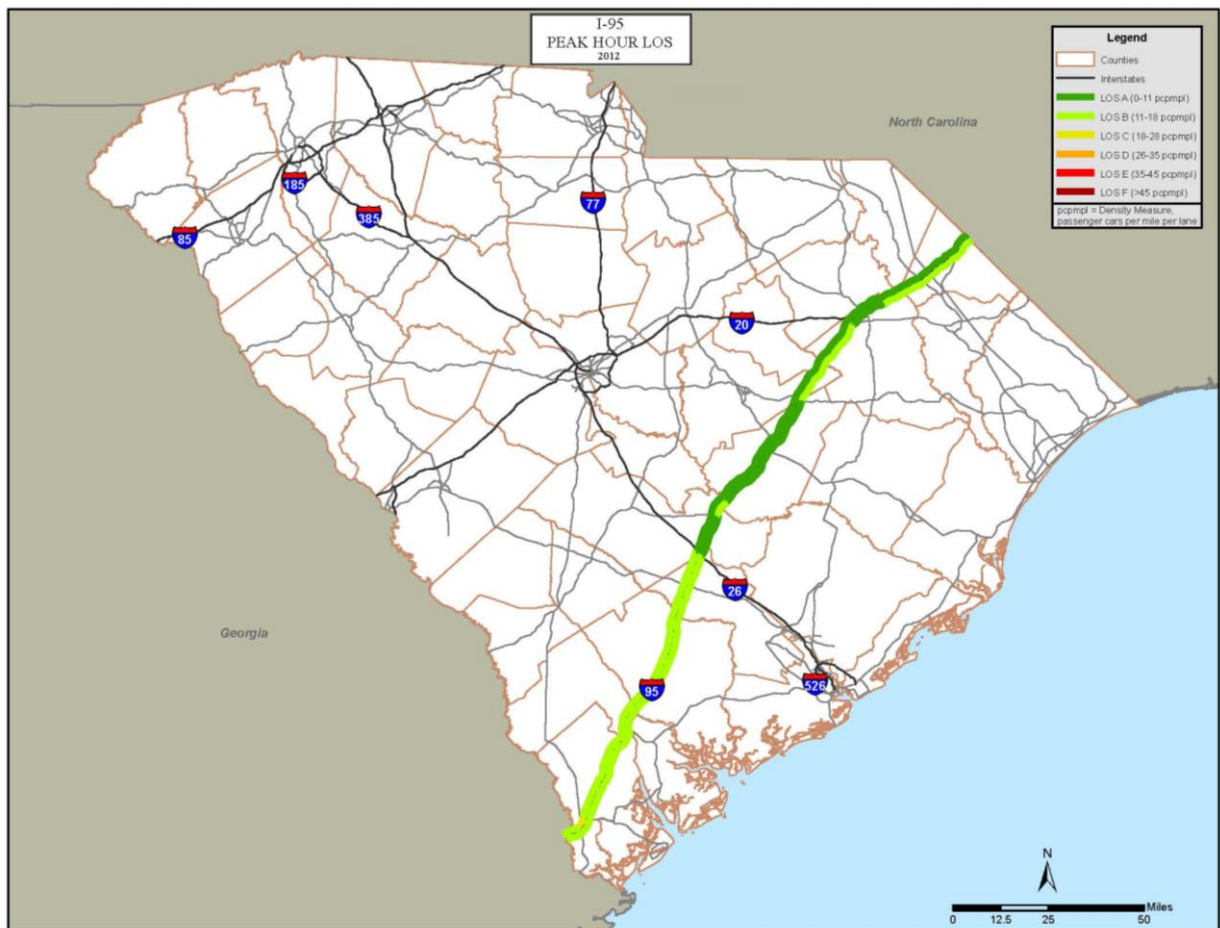 I-95
PEAK HOUR LOS
2012
Legend
Counties
Interstates
LOS A (0-11 pcpmpl)
LOS B (11-18 pcpmpl)
LOS C (18-26 pcpmpl)
LOS D (26-35 pcpmpl)
LOS E (35-45 pcpmpl)
LOS F (>45 pcpmpl)
pcpmpl = Density Measure,
passenger cars per mile per lane
North Carolina
185
77
385
85
20
26
Georgia
95
526
N
Miles
0 12.5 25 50